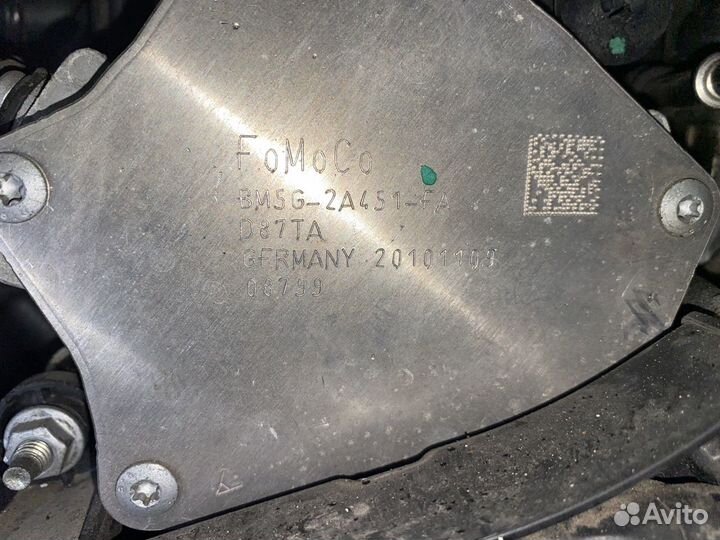 FoMoCo
BM5G-2A451-FA
D87TA
GERMANY 20101109
08799
Avito